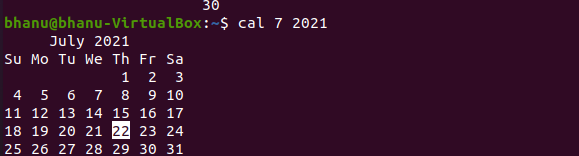 30
bhanu@bhanu-VirtualBox:~$ cal 7 2021
July 2021
Su Mo Tu We Th Fr Sa
1 2 3
4 5 6 7 8 9 10
11 12 13 14 15 16 17
18 19 20 21 22 23 24
25 26 27 28 29 30 31